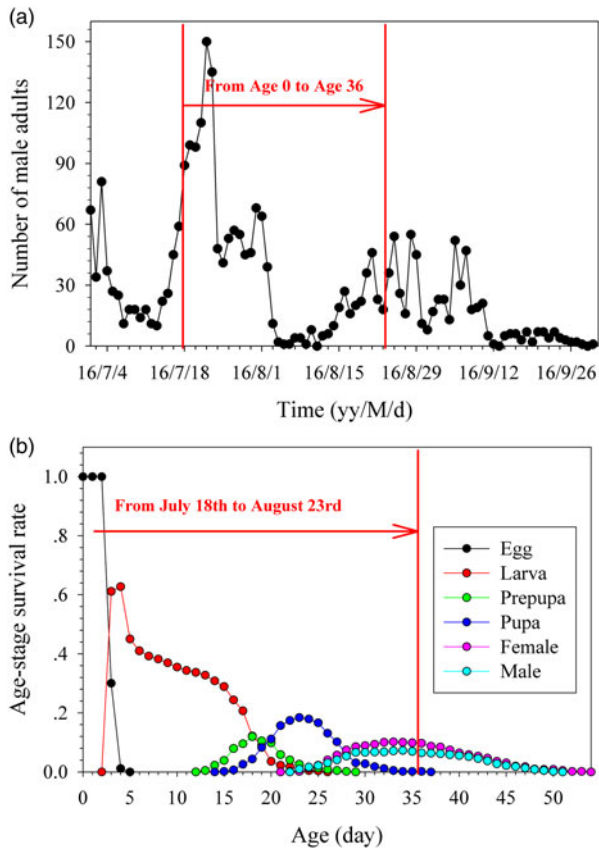 (a)
150
120
90
60
30
0
Number of male adults
From Age 0 to Age 36
16/7/4 16/7/18 16/8/1 16/8/15 16/8/29 16/9/12 16/9/26
Time (yy/M/d)
(b)
1.0
.8
.6
.4
.2
0.0
Age-stage survival rate
From July 18th to August 23rd
Egg
Larva
Prepupa
Pupa
Female
Male
0 5 10 15 20 25 30 35 40 45 50
Age (day)